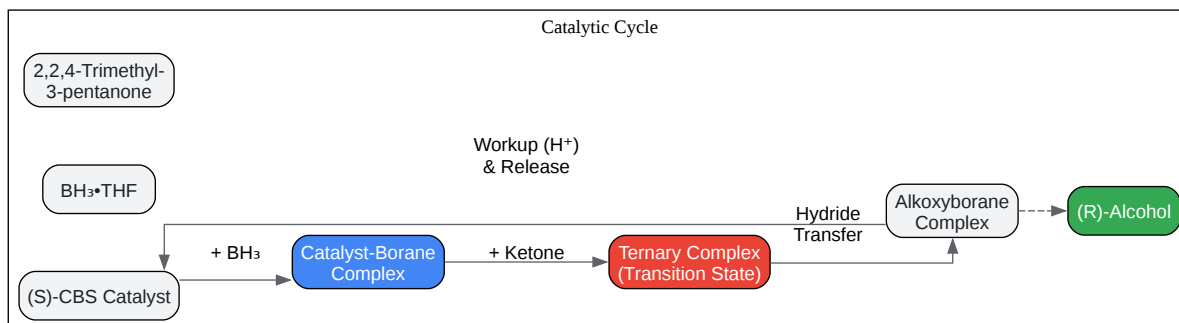 Catalytic Cycle
2,2,4-Trimethyl-
3-pentanone
Workup (H⁺)
& Release
BH₃•THF
Alkoxyborane
Complex
(R)-Alcohol
Hydride
Transfer
+ BH₃
Catalyst-Borane
Complex
+ Ketone
Ternary Complex
(Transition State)
(S)-CBS Catalyst